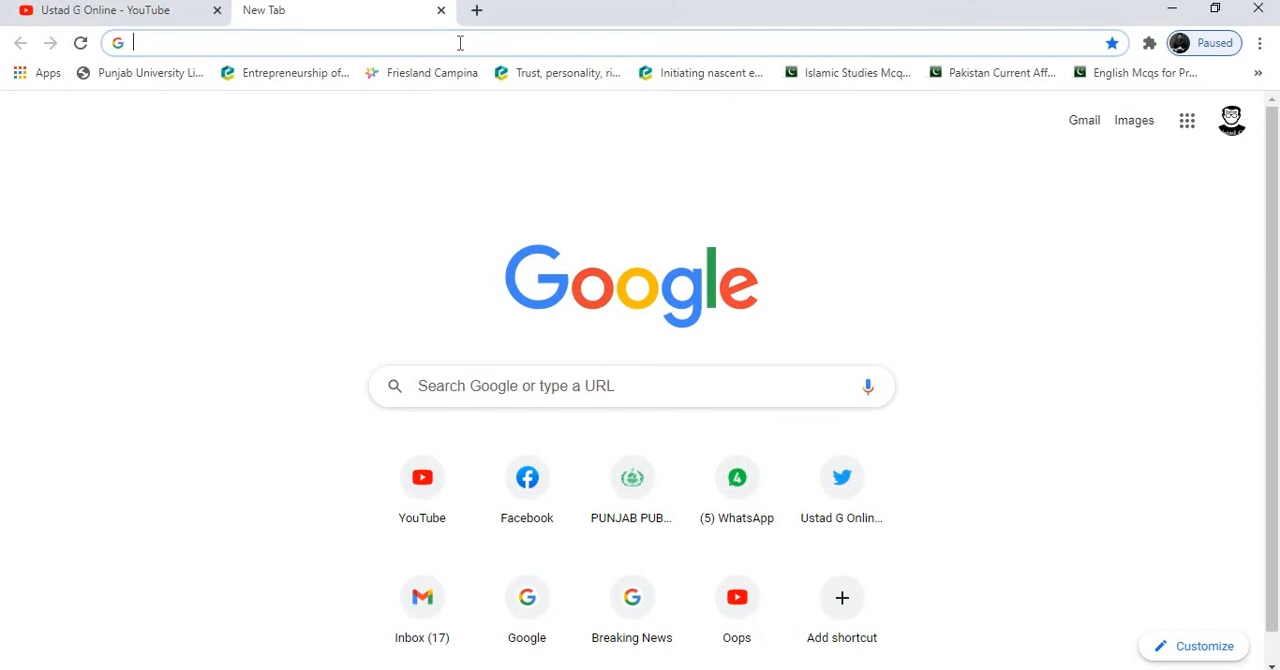 Ustad G Online - YouTube
New Tab
Paused
Apps
Punjab University Li...
Entrepreneurship of...
Friesland Campina
Trust, personality, ri...
Initiating nascent e...
Islamic Studies Mcq...
Pakistan Current Aff...
English Mcqs for Pr...
»
Gmail
Images
Google
Search Google or type a URL
4
YouTube
Facebook
PUNJAB PUB...
(5) WhatsApp
Ustad G Onlin...
Inbox (17)
Google
Breaking News
Oops
Add shortcut
Customize